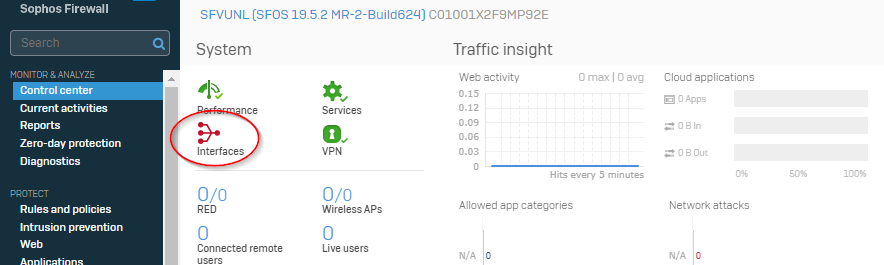 Sophos Firewall
SFVUNL (SFOS 19.5.2 MR-2-Build624) C01001X2F9MP92E
Search
MONITOR & ANALYZE
Control center
Current activities
Reports
Zero-day protection
Diagnostics
PROTECT
Rules and policies
Intrusion prevention
Web
Applications
System
Performance
Services
Interfaces
VPN
0/0
RED
0/0
Wireless APs
0
Connected remote
users
0
Live users
Traffic insight
Web activity
0 max | 0 avg
0.15
0.12
0.09
0.06
0.03
0
Hits every 5 minutes
Cloud applications
0 Apps
0 B In
0 B Out
0%
50%
100%
Allowed app categories
N/A
0
Network attacks
N/A
0